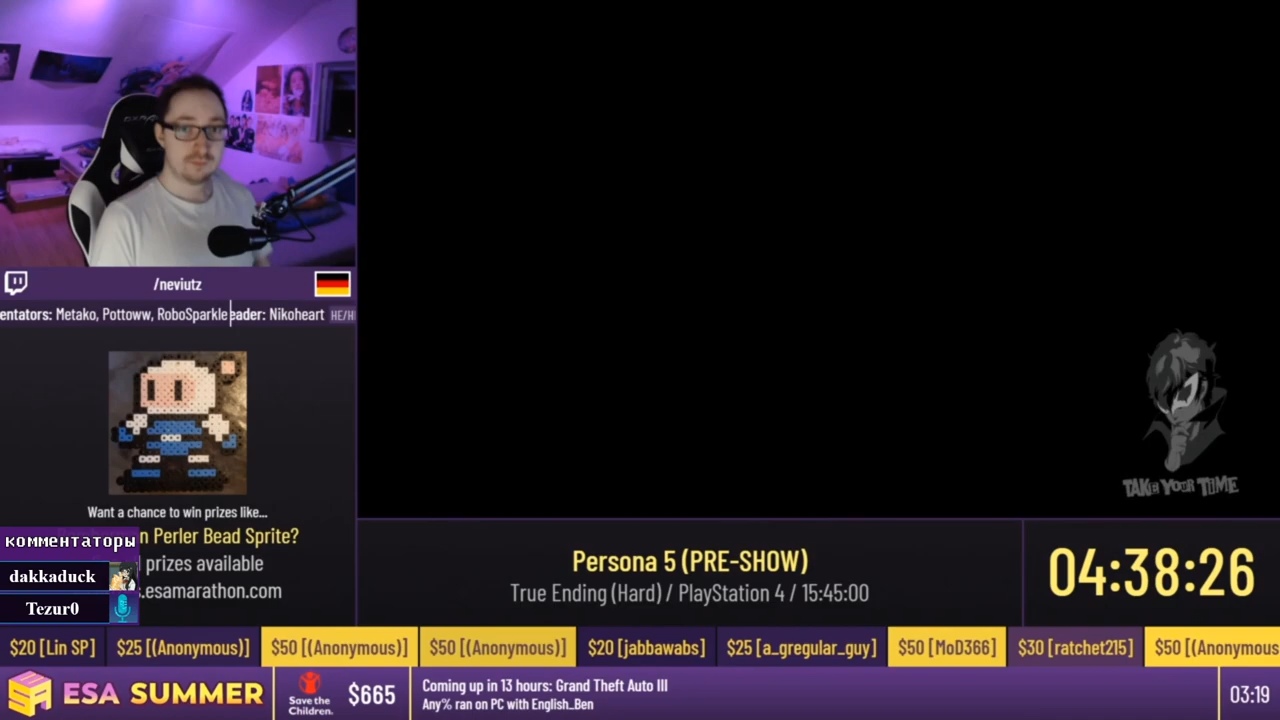 /neviutz
entators: Metako, Pottoww, RoboSparkle
eader: Nikoheart HE/H
Want a chance to win prizes like...
n Perler Bead Sprite?
prizes available
.esamarathon.com
комментаторы
dakkaduck
Tezur0
TAKE YOUR TIME
Persona 5 (PRE-SHOW)
True Ending (Hard) / PlayStation 4 / 15:45:00
04:38:26
$20 [Lin SP] $25 [(Anonymous)] $50 [(Anonymous)] $50 [(Anonymous)] $20 [jabbawabs] $25 [a_gregular_guy] $50 [MoD366] $30 [ratchet215] $50 [(Anonymous
ESA SUMMER
Save the
Children.
$665
Coming up in 13 hours: Grand Theft Auto III
Any% ran on PC with English_Ben
03:19